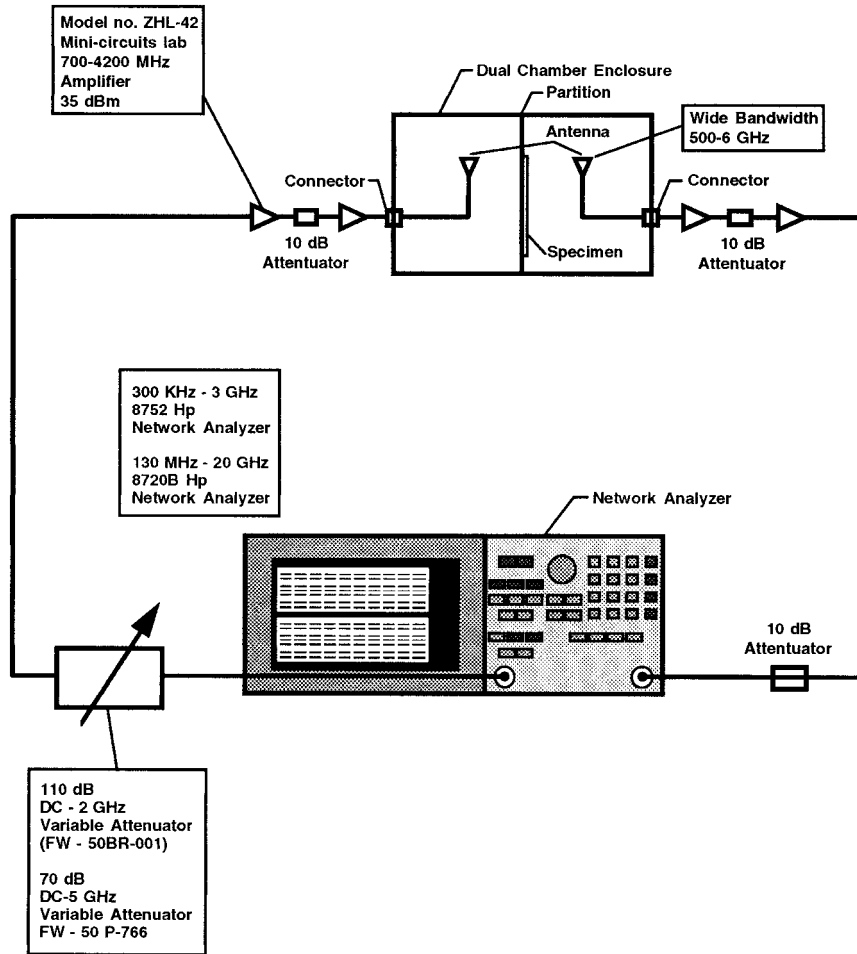 Model no. ZHL-42
Mini-circuits lab
700-4200 MHz
Amplifier
35 dBm
Dual Chamber Enclosure
Partition
Antenna
Wide Bandwidth
500-6 GHz
Connector
Connector
10 dB
Attentuator
Specimen
10 dB
Attentuator
300 KHz - 3 GHz
8752 Hp
Network Analyzer
130 MHz - 20 GHz
8720B Hp
Network Analyzer
Network Analyzer
10 dB
Attentuator
110 dB
DC - 2 GHz
Variable Attenuator
(FW - 50BR-001)
70 dB
DC-5 GHz
Variable Attenuator
FW - 50 P-766